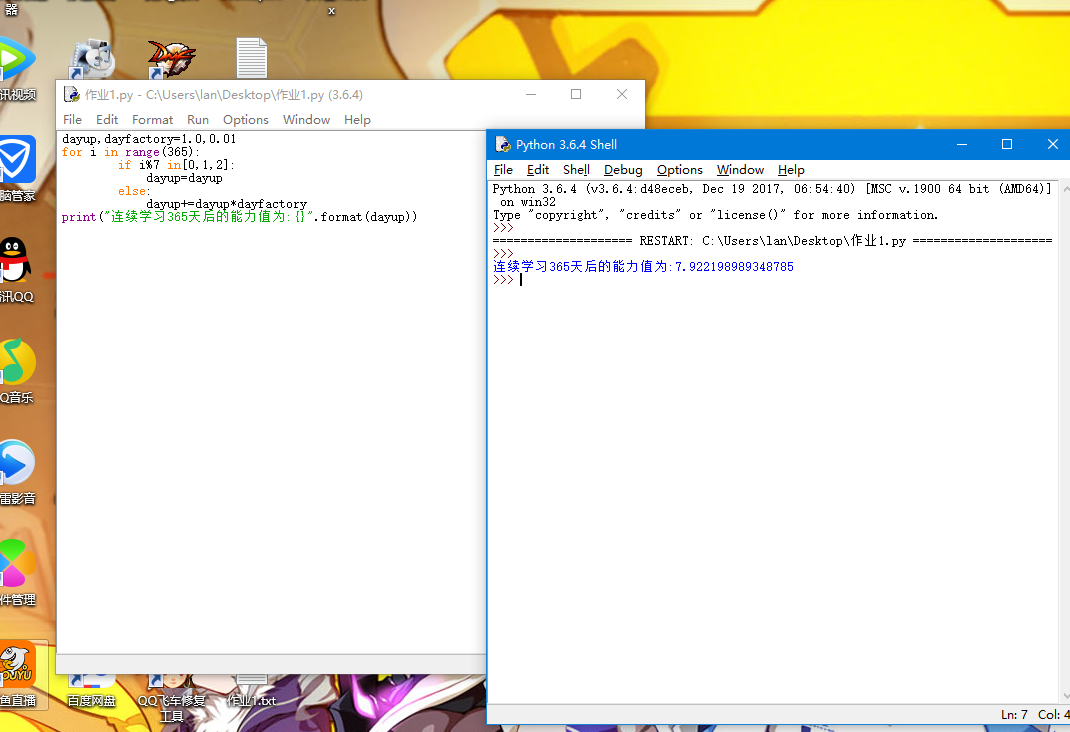 器
x
讯视频
作业1.py - C:\Users\lan\Desktop\作业1.py (3.6.4)
File Edit Format Run Options Window Help
dayup,dayfactory=1.0,0.01
for i in range(365):
if i%7 in[0,1,2]:
dayup=dayup
else:
dayup+=dayup*dayfactory
print("连续学习365天后的能力值为:{}".format(dayup))
Python 3.6.4 Shell
File Edit Shell Debug Options Window Help
Python 3.6.4 (v3.6.4:d48eceb, Dec 19 2017, 06:54:40) [MSC v.1900 64 bit (AMD64)]
on win32
Type "copyright", "credits" or "license()" for more information.
>>>
==================== RESTART: C:\Users\lan\Desktop\作业1.py ====================
>>>
连续学习365天后的能力值为:7.922198989348785
>>>
Ln: 7 Col: 4
脑管家
讯QQ
Q音乐
雷影音
件管理
鱼直播
百度网盘
QQ飞车修复
工具
作业1.txt